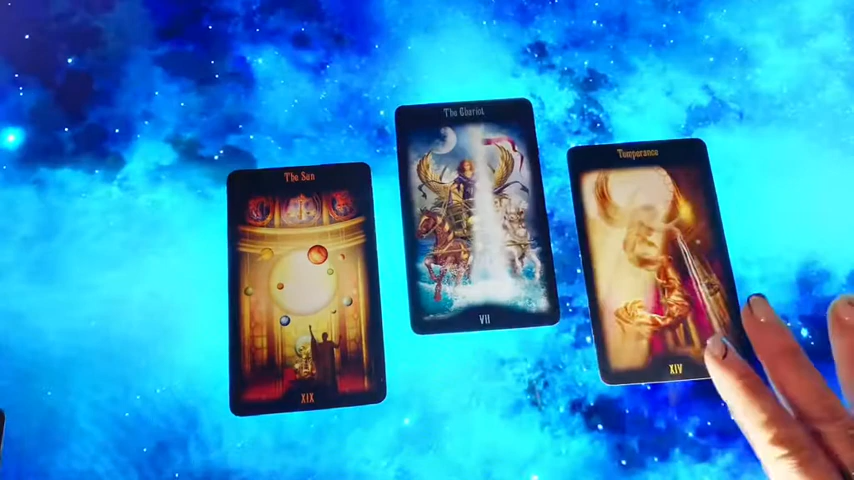 The Sun
XIX
The Chariot
VII
Temperance
XIV